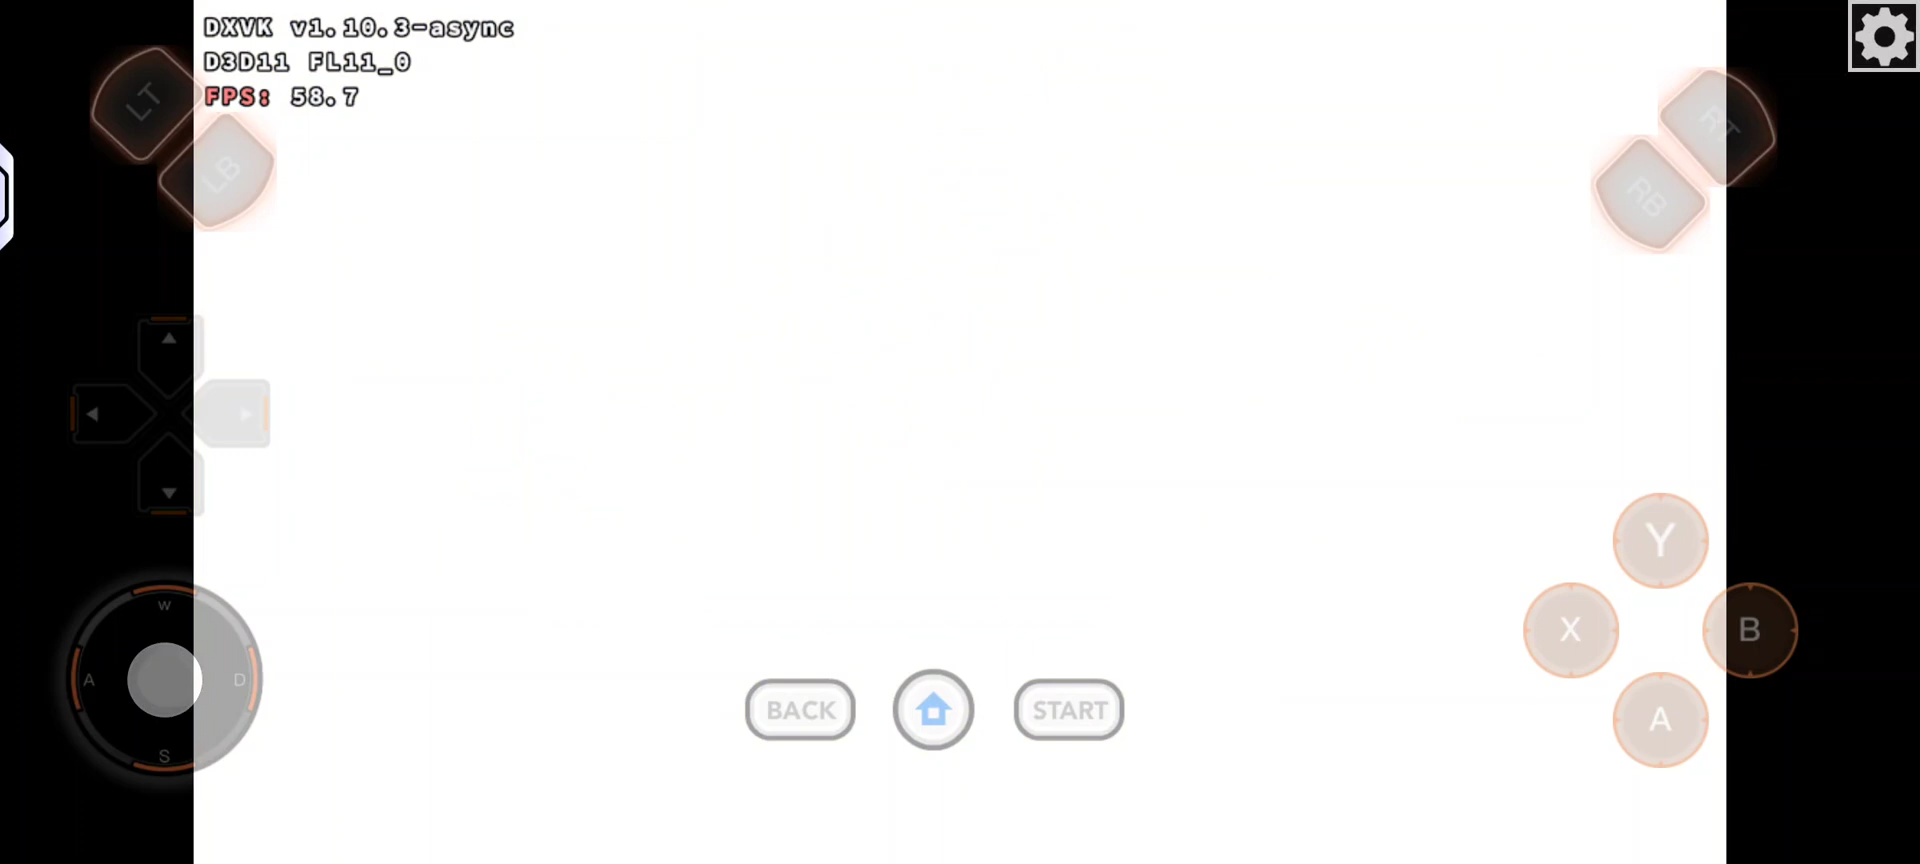 DXVK v1.10.3-async
D3D11 FL11_0
FPS: 58.7
LT
LB
RT
RB
W
A
D
S
Y
X
B
A
BACK
START